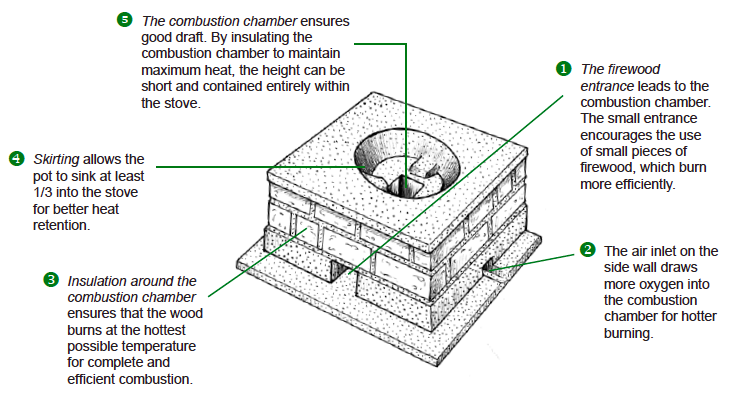 ❶ The firewood
entrance leads to the
combustion chamber.
The small entrance
encourages the use
of small pieces of
firewood, which burn
more efficiently.
❷ The air inlet on the
side wall draws
more oxygen into
the combustion
chamber for hotter
burning.
❸ Insulation around the
combustion chamber
ensures that the wood
burns at the hottest
possible temperature
for complete and
efficient combustion.
❹ Skirting allows the
pot to sink at least
1/3 into the stove
for better heat
retention.
❺ The combustion chamber ensures
good draft. By insulating the
combustion chamber to maintain
maximum heat, the height can be
short and contained entirely within
the stove.